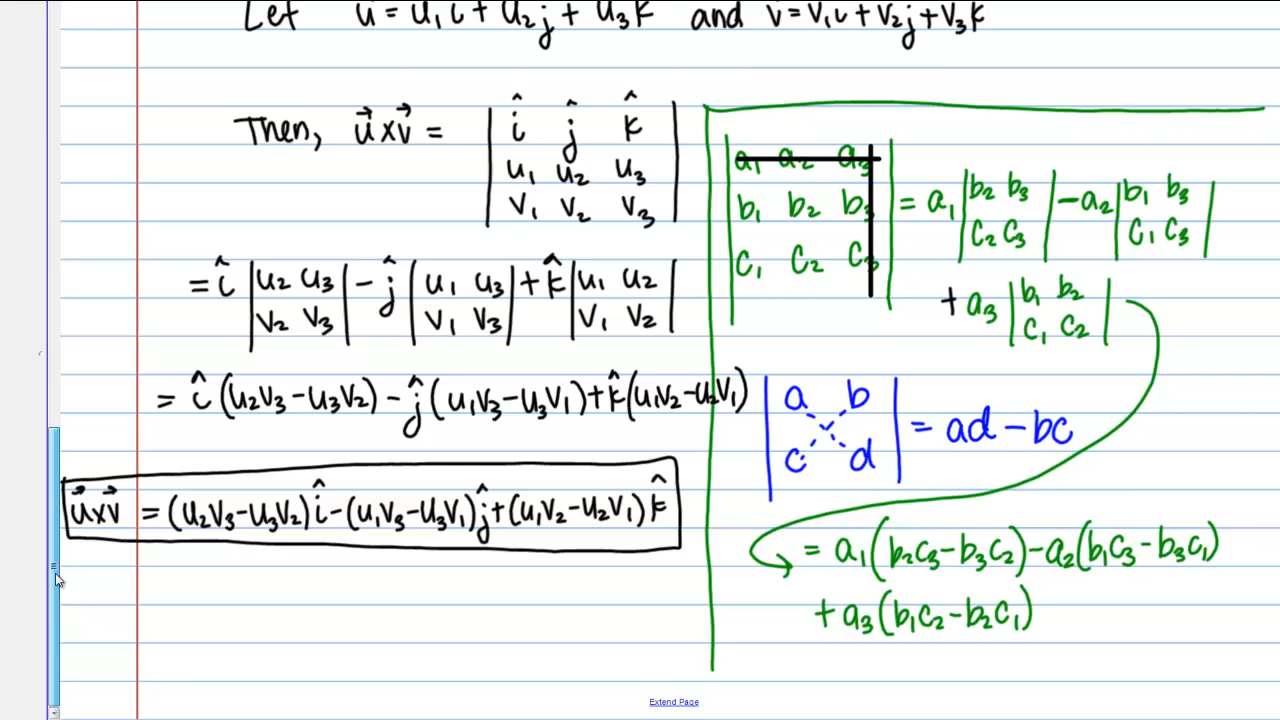 Let u = u₁i + u₂j + u₃k and v = v₁i + v₂j + v₃k
Then, u⃗ x v⃗ = | î ĵ k̂ |
| u₁ u₂ u₃ |
| v₁ v₂ v₃ |
= î | u₂ u₃ | - ĵ | u₁ u₃ | + k̂ | u₁ u₂ |
| v₂ v₃ | | v₁ v₃ | | v₁ v₂ |
= î (u₂v₃ - u₃v₂) - ĵ (u₁v₃ - u₃v₁) + k̂ (u₁v₂ - u₂v₁)
u⃗ x v⃗ = (u₂v₃ - u₃v₂) î - (u₁v₃ - u₃v₁) ĵ + (u₁v₂ - u₂v₁) k̂
| a₁ a₂ a₃ |
| b₁ b₂ b₃ | = a₁ | b₂ b₃ | - a₂ | b₁ b₃ |
| c₁ c₂ c₃ | | c₂ c₃ | | c₁ c₃ |
+ a₃ | b₁ b₂ |
| c₁ c₂ |
| a b |
| c d | = ad - bc
= a₁(b₂c₃ - b₃c₂) - a₂(b₁c₃ - b₃c₁)
+ a₃(b₁c₂ - b₂c₁)
Extend Page